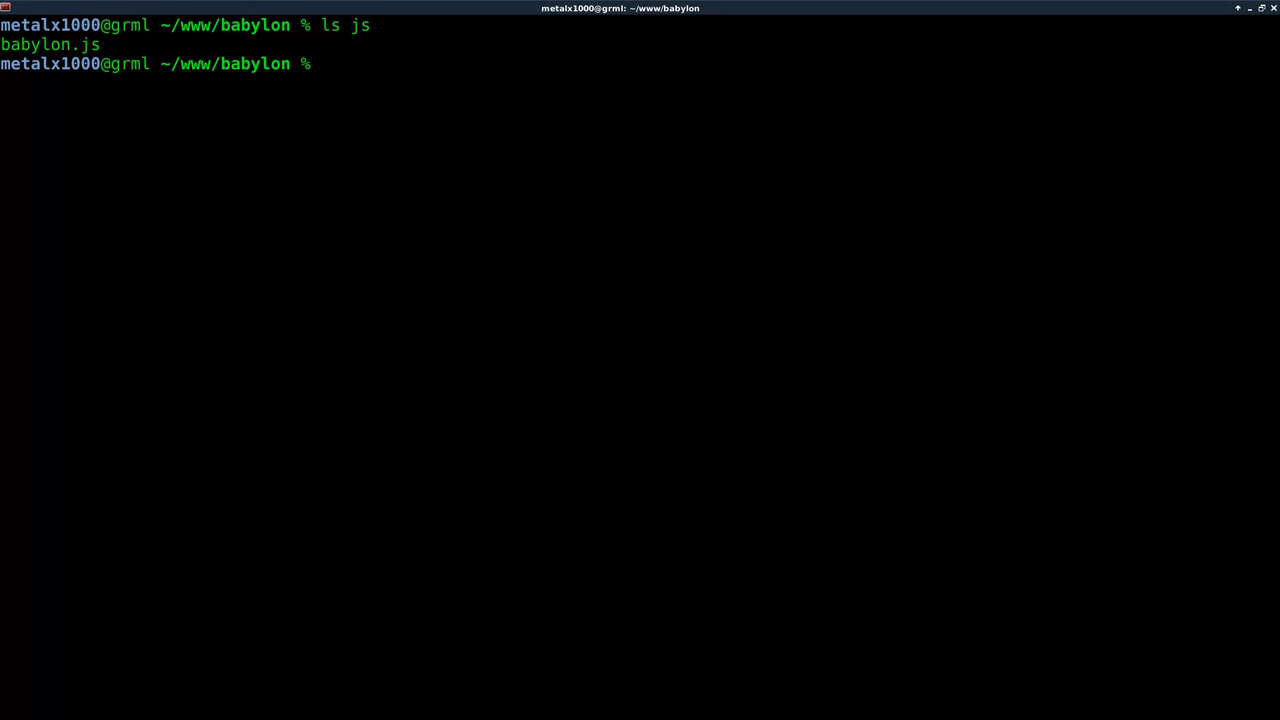 metalx1000@grml: ~/www/babylon
metalx1000@grml ~/www/babylon % ls js
babylon.js
metalx1000@grml ~/www/babylon %